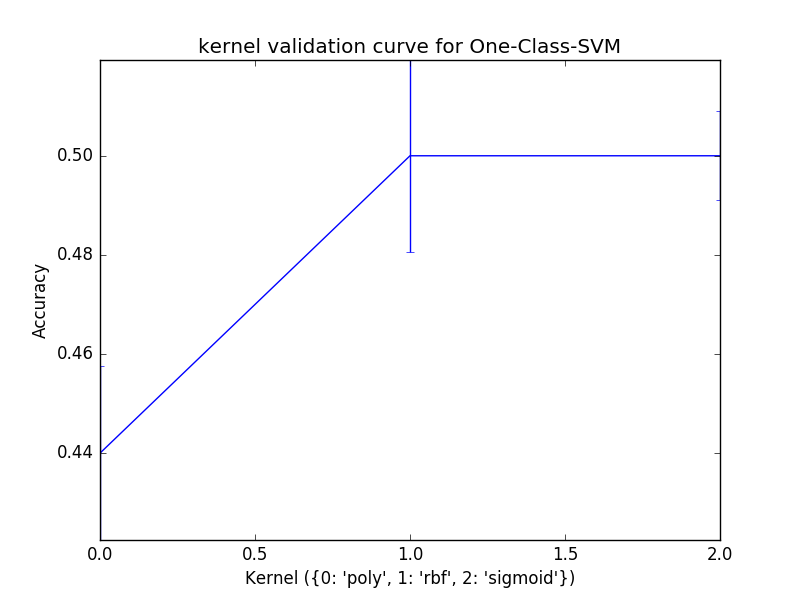 kernel validation curve for One-Class-SVM
0.50
0.48
0.46
0.44
Accuracy
0.0 0.5 1.0 1.5 2.0
Kernel ({0: 'poly', 1: 'rbf', 2: 'sigmoid'})